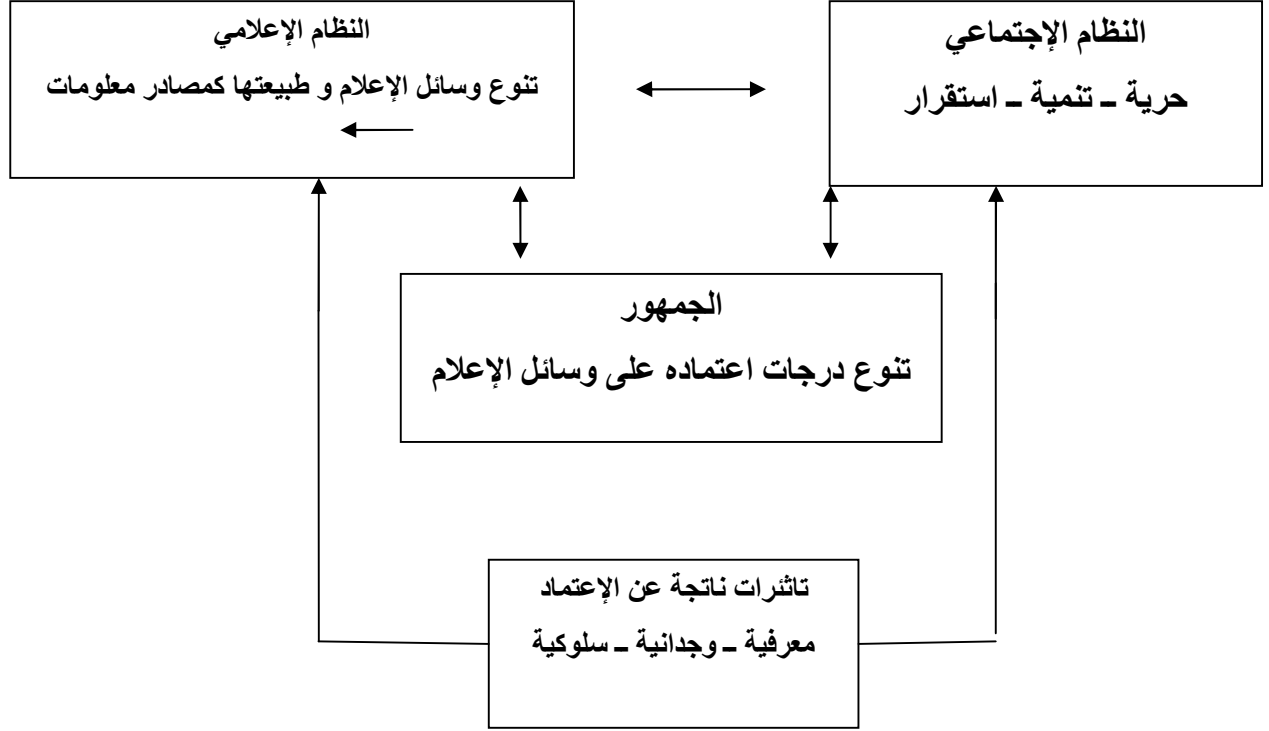 النظام الإجتماعي
حرية – تنمية – استقرار
النظام الإعلامي
تنوع وسائل الإعلام و طبيعتها كمصادر معلومات
الجمهور
تنوع درجات اعتماده على وسائل الإعلام
تاثئرات ناتجة عن الإعتماد
معرفية – وجدانية – سلوكية